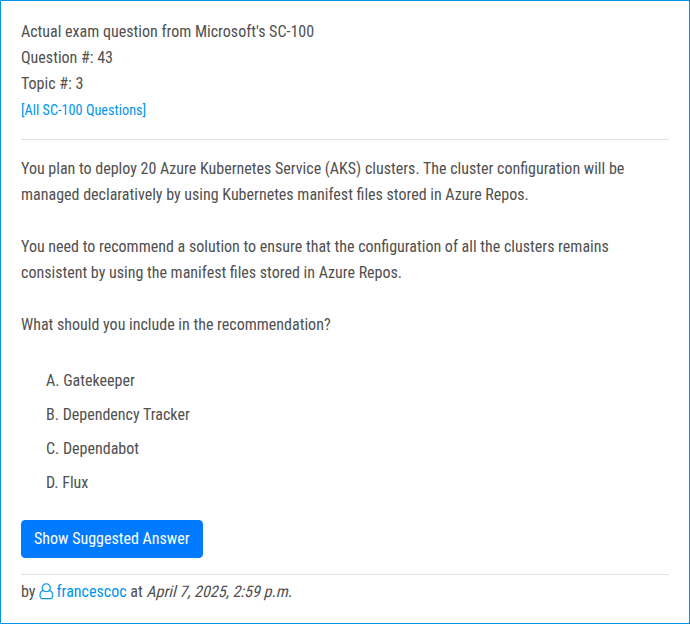 Actual exam question from Microsoft's SC-100
Question #: 43
Topic #: 3
[All SC-100 Questions]
You plan to deploy 20 Azure Kubernetes Service (AKS) clusters. The cluster configuration will be
managed declaratively by using Kubernetes manifest files stored in Azure Repos.
You need to recommend a solution to ensure that the configuration of all the clusters remains
consistent by using the manifest files stored in Azure Repos.
What should you include in the recommendation?
A. Gatekeeper
B. Dependency Tracker
C. Dependabot
D. Flux
Show Suggested Answer
by francescoc at April 7, 2025, 2:59 p.m.